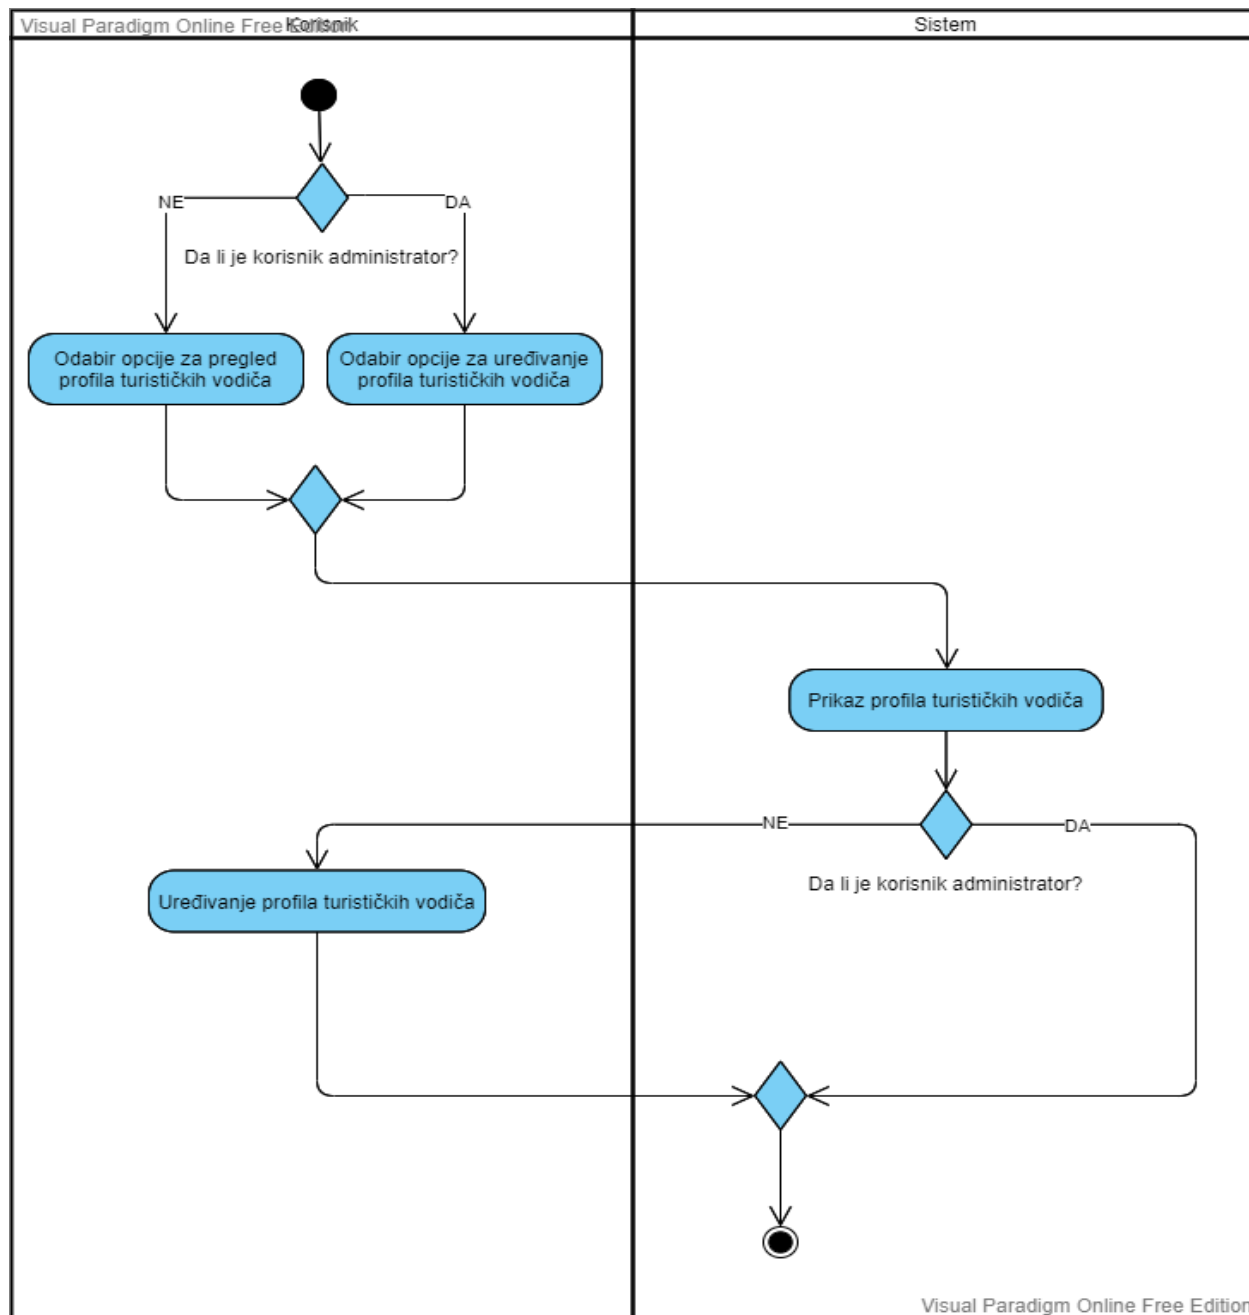 Visual Paradigm Online Free Edition
Korisnik
Sistem
NE
DA
Da li je korisnik administrator?
Odabir opcije za pregled
profila turističkih vodiča
Odabir opcije za uređivanje
profila turističkih vodiča
Prikaz profila turističkih vodiča
NE
DA
Da li je korisnik administrator?
Uređivanje profila turističkih vodiča
Visual Paradigm Online Free Edition